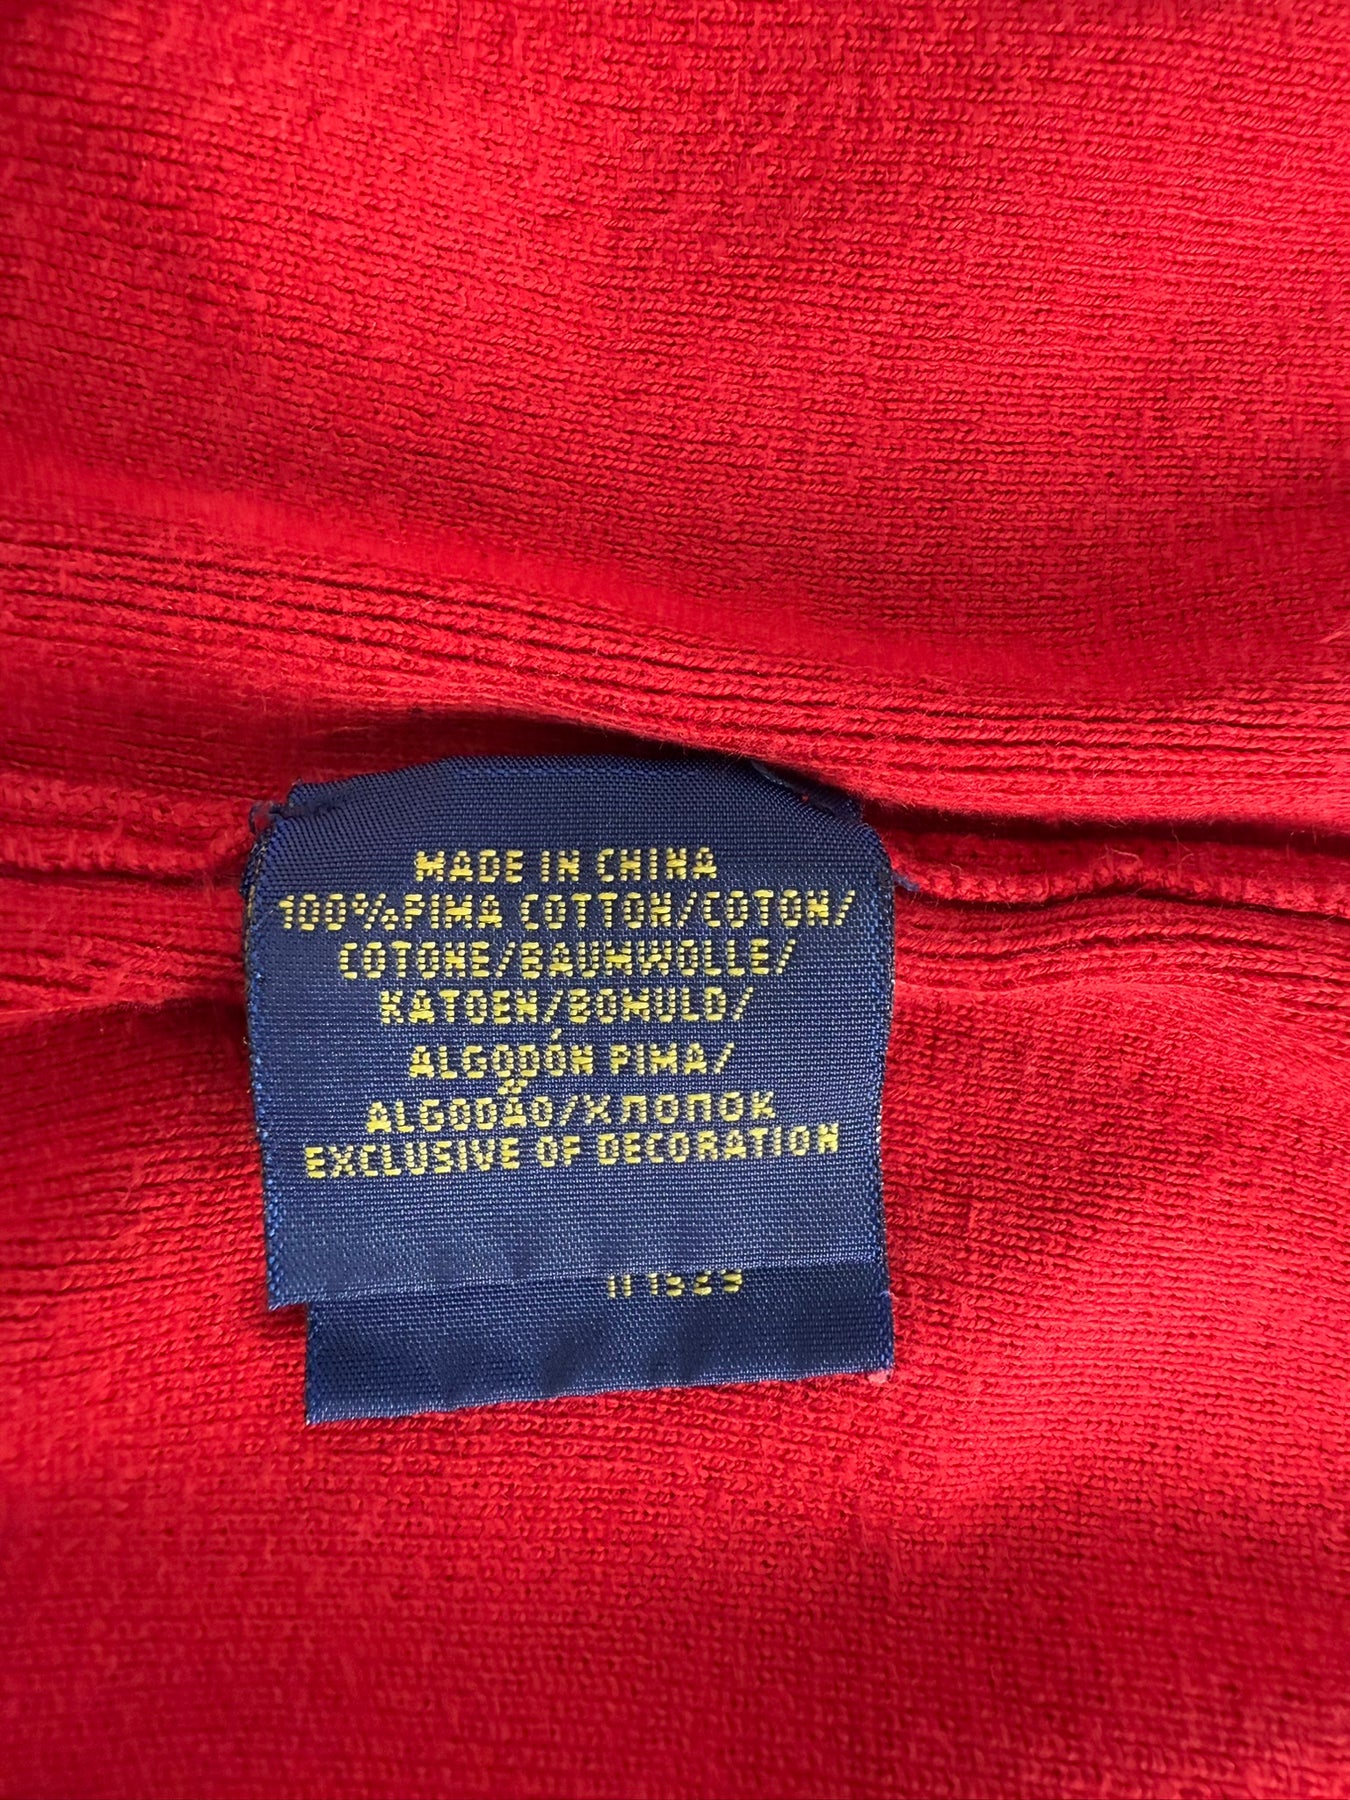 MADE IN CHINA
100%PIMA COTTON/COTON/
COTONE/BAUMWOLLE/
KATOEN/BOMULD/
ALGODÓN PIMA/
ALGODÃO/ХЛОПОК
EXCLUSIVE OF DECORATION